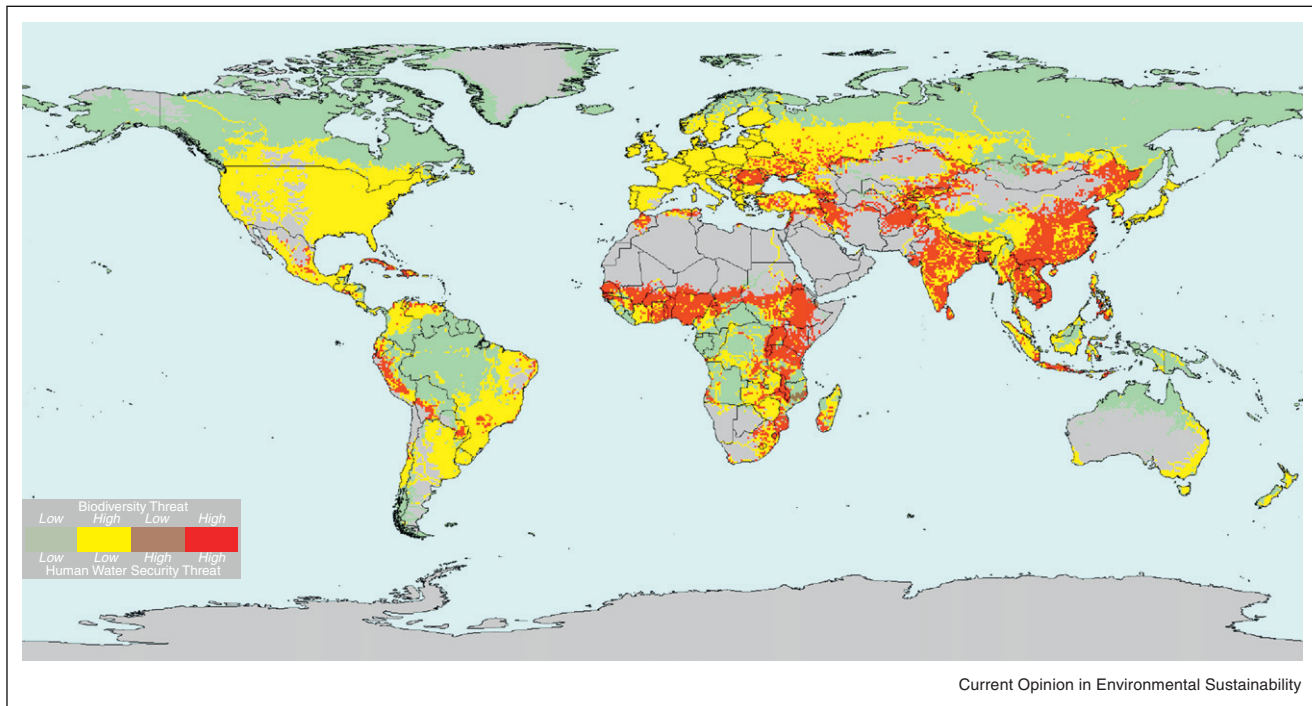 Biodiversity Threat
Low High Low High
Low Low High High
Human Water Security Threat
Current Opinion in Environmental Sustainability